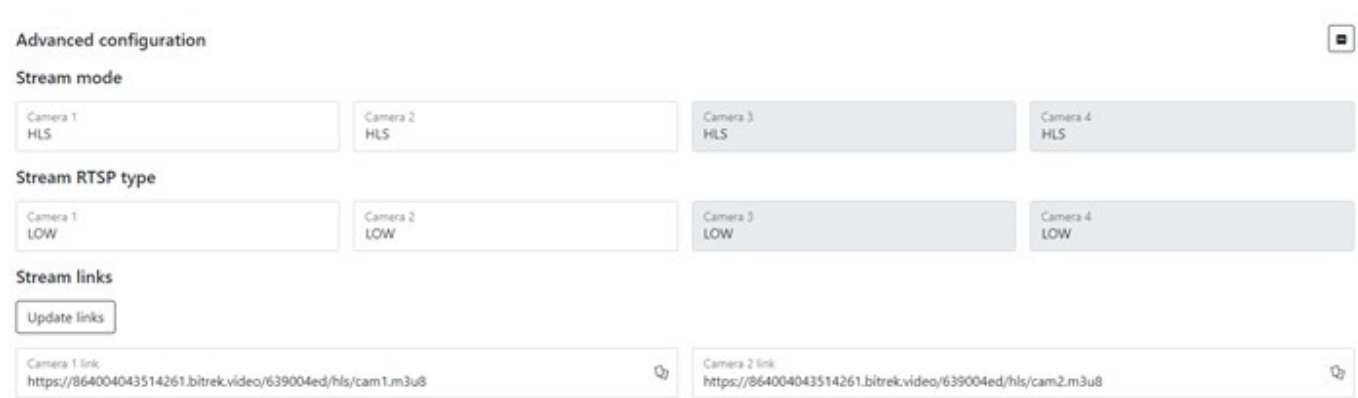 Advanced configuration
Stream mode
Camera 1
HLS
Camera 2
HLS
Camera 3
HLS
Camera 4
HLS
Stream RTSP type
Camera 1
LOW
Camera 2
LOW
Camera 3
LOW
Camera 4
LOW
Stream links
Update links
Camera 1 link
https://864004043514261.bitrek.video/639004ed/hls/cam1.m3u8
Camera 2 link
https://864004043514261.bitrek.video/639004ed/hls/cam2.m3u8